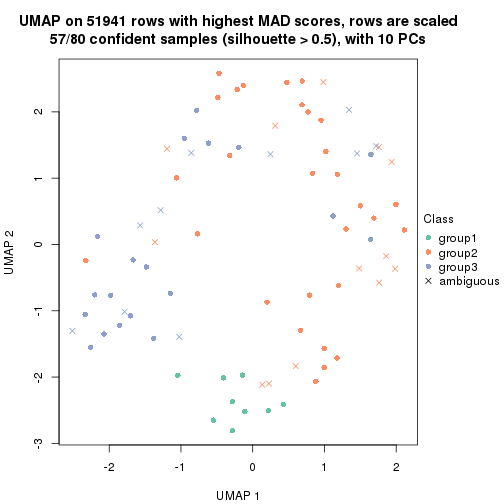 UMAP on 51941 rows with highest MAD scores, rows are scaled
57/80 confident samples (silhouette > 0.5), with 10 PCs
2
1
0
-1
-2
-3
UMAP 2
-2
-1
0
1
2
UMAP 1
Class
group1
group2
group3
ambiguous